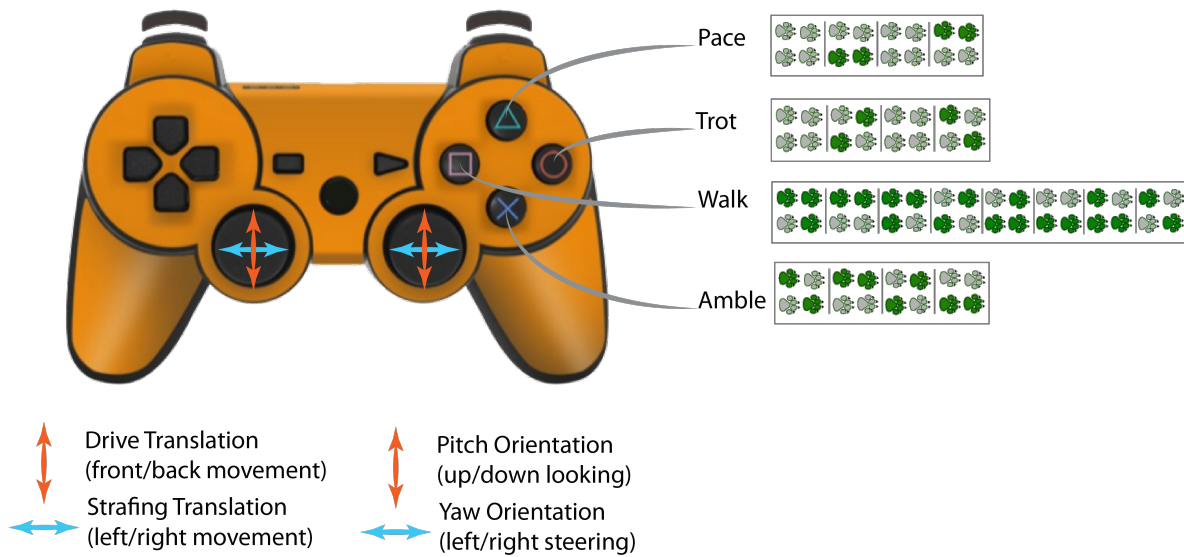 Pace
Trot
Walk
Amble
Drive Translation
(front/back movement)
Strafing Translation
(left/right movement)
Pitch Orientation
(up/down looking)
Yaw Orientation
(left/right steering)